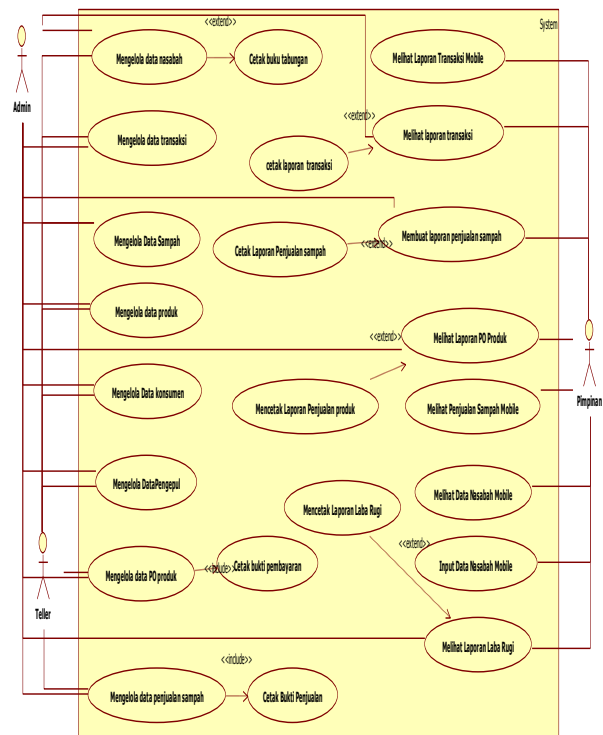 System
<<extend>>
Mengelola data nasabah
Cetak buku tabungan
Melihat Laporan Transaksi Mobile
Admin
<<extend>>
Mengelola data transaksi
Melihat laporan transaksi
cetak laporan transaksi
Mengelola Data Sampah
Cetak Laporan Penjualan sampah
<<extend>>
Membuat laporan penjualan sampah
Mengelola data produk
<<extend>>
Melihat Laporan PO Produk
Mengelola Data konsumen
Mencetak Laporan Penjualan produk
Melihat Penjualan Sampah Mobile
Pimpinan
Mengelola DataPengepul
Mencetak Laporan Laba Rugi
Melihat Data Nasabah Mobile
<<extend>>
Mengelola data PO produk
<<include>>
Cetak bukti pembayaran
Input Data Nasabah Mobile
Teller
Melihat Laporan Laba Rugi
<<include>>
Mengelola data penjualan sampah
Cetak Bukti Penjualan